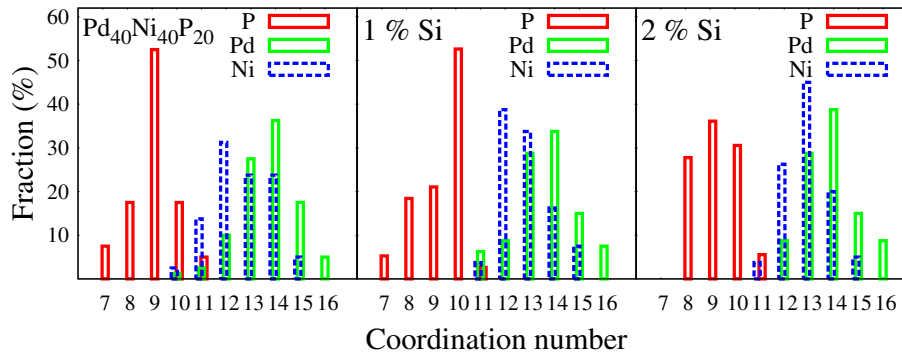 Fraction (%)
60
50
40
30
20
10
Pd40Ni40P20
P
Pd
Ni
1 % Si
P
Pd
Ni
2 % Si
P
Pd
Ni
7 8 9 10 11 12 13 14 15 16
7 8 9 10 11 12 13 14 15 16
7 8 9 10 11 12 13 14 15 16
Coordination number